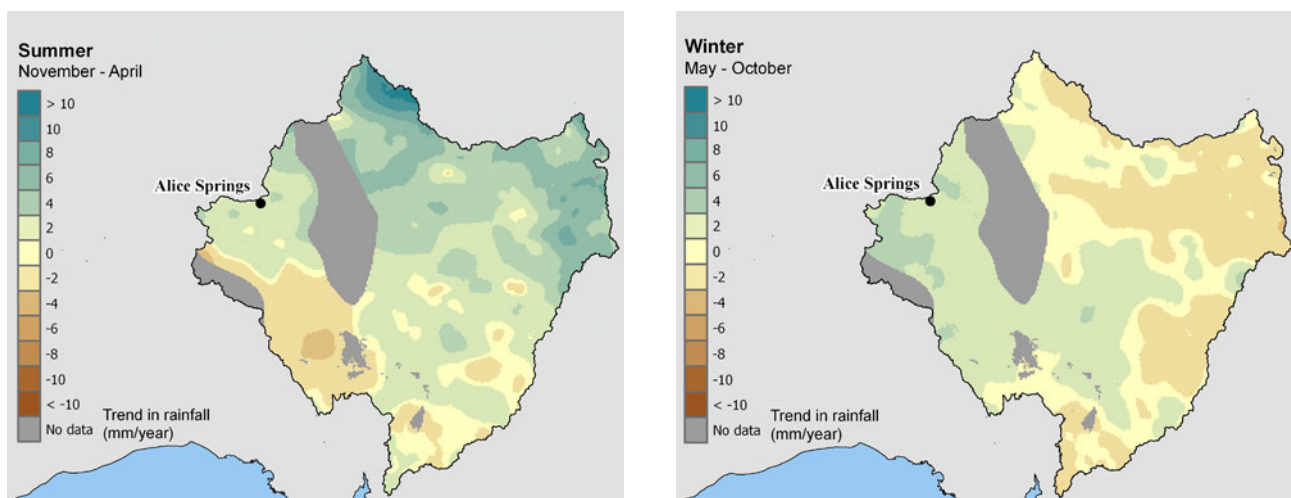 Summer
November - April
> 10
10
8
6
4
2
0
-2
-4
-6
-8
-10
< -10
No data
Trend in rainfall
(mm/year)
Alice Springs
Winter
May - October
> 10
10
8
6
4
2
0
-2
-4
-6
-8
-10
< -10
No data
Trend in rainfall
(mm/year)
Alice Springs